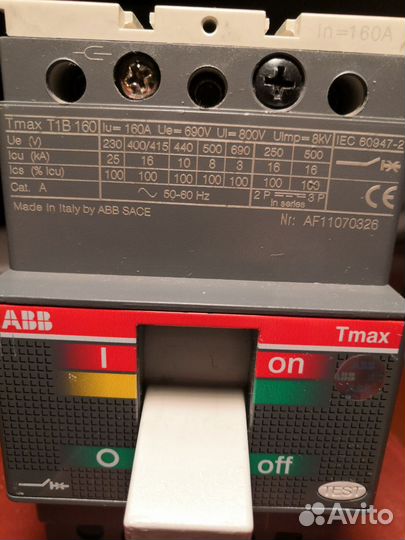 In=160A
Tmax T1B 160 Iu= 160A Ue= 690V Ui= 800V Uimp= 8kV IEC 60947-2
Ue (V) 230 400/415 440 500 690 250 500
Icu (kA) 25 16 10 8 3 16 16
Ics (% Icu) 100 100 100 100 100 100 100
Cat. A 50-60 Hz 2 P 3 P
in series
Made in Italy by ABB SACE
CE
Nr: AF11070326
ABB
Tmax
I on
ABB
O off
TEST
Avito